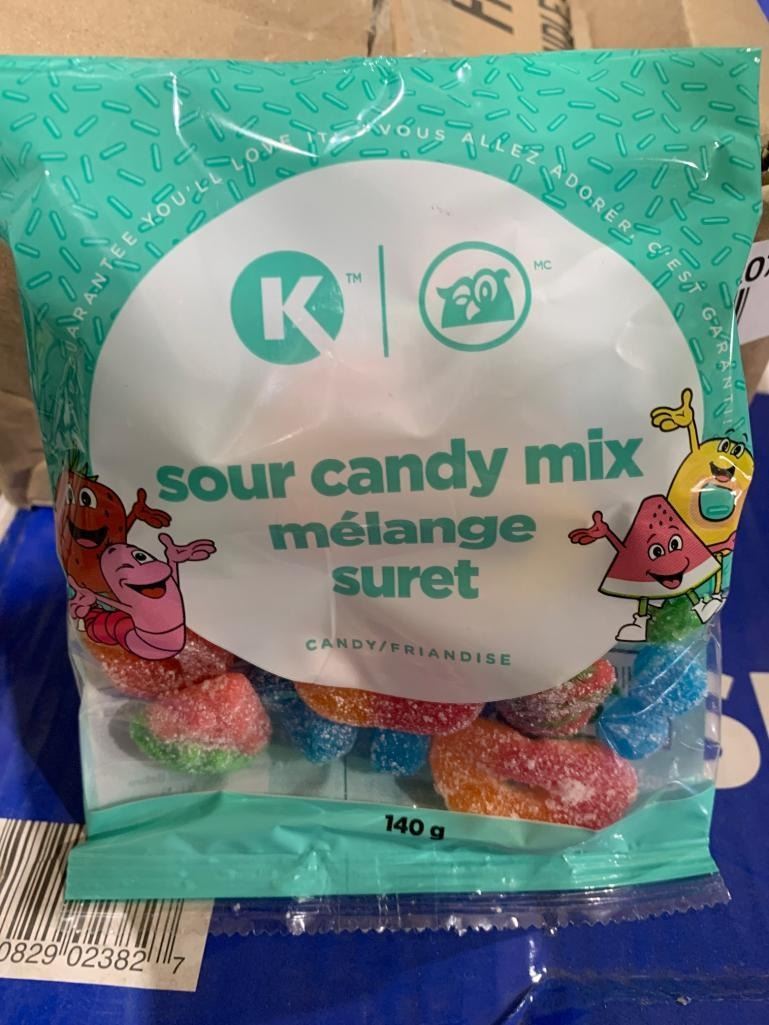 GUARANTEE YOU'LL LOVE IT! VOUS ALLEZ ADORER, C'EST GARANTI!
K™ MC
sour candy mix
mélange
suret
CANDY/FRIANDISE
140 g
0829 02382 7